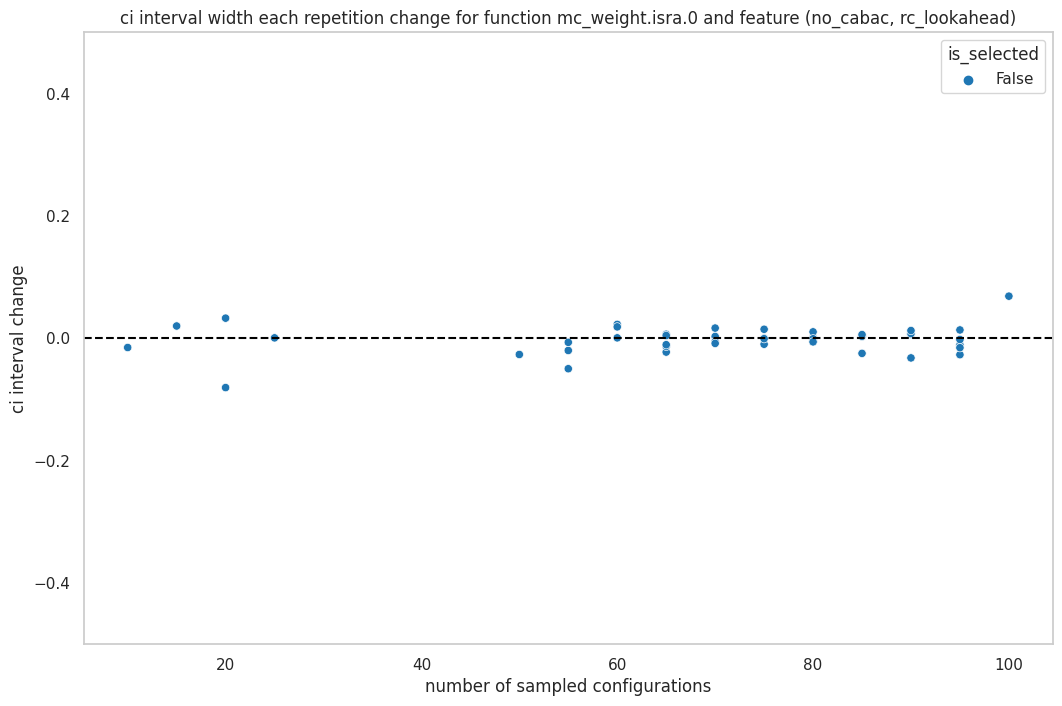 ci interval width each repetition change for function mc_weight.isra.0 and feature (no_cabac, rc_lookahead)
is_selected
False
0.4
0.2
0.0
−0.2
−0.4
ci interval change
20
40
60
80
100
number of sampled configurations